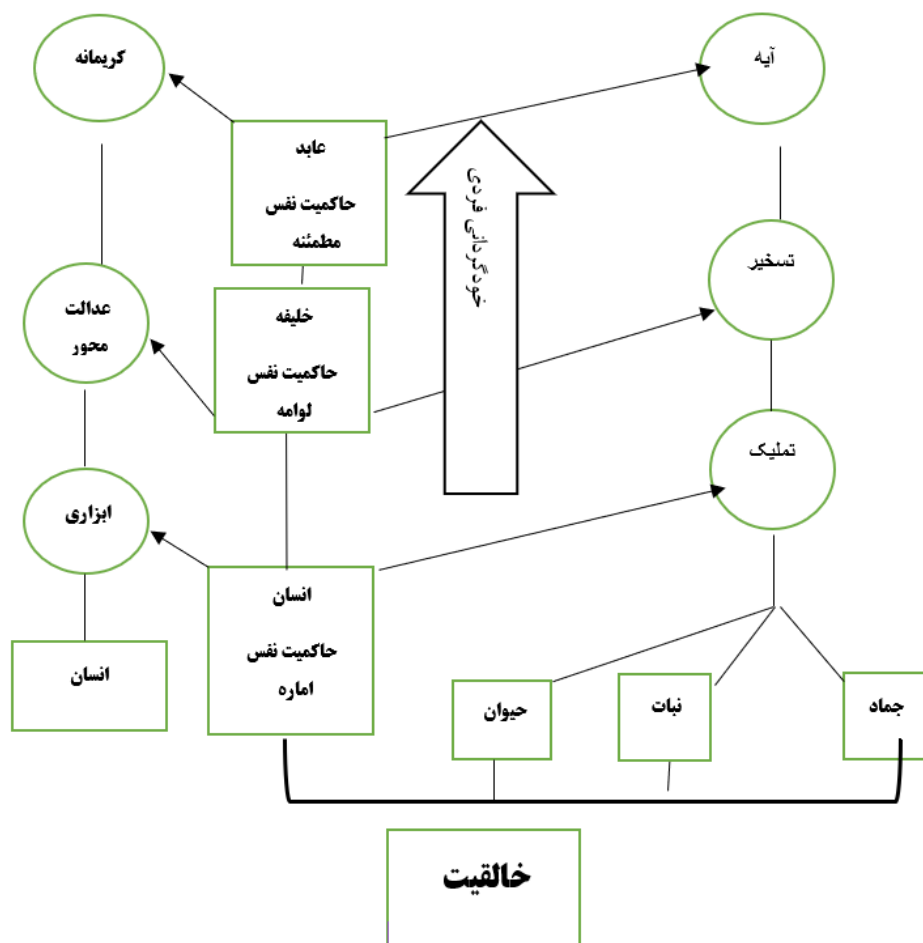 کریمانه
آیه
عابد
حاکمیت نفس
مطمئنه
خودگردانی فردی
تسخیر
عدالت
محور
خلیفه
حاکمیت نفس
لوامه
تملیک
ابزاری
انسان
حاکمیت نفس
اماره
انسان
جماد
نبات
حیوان
خالقیت